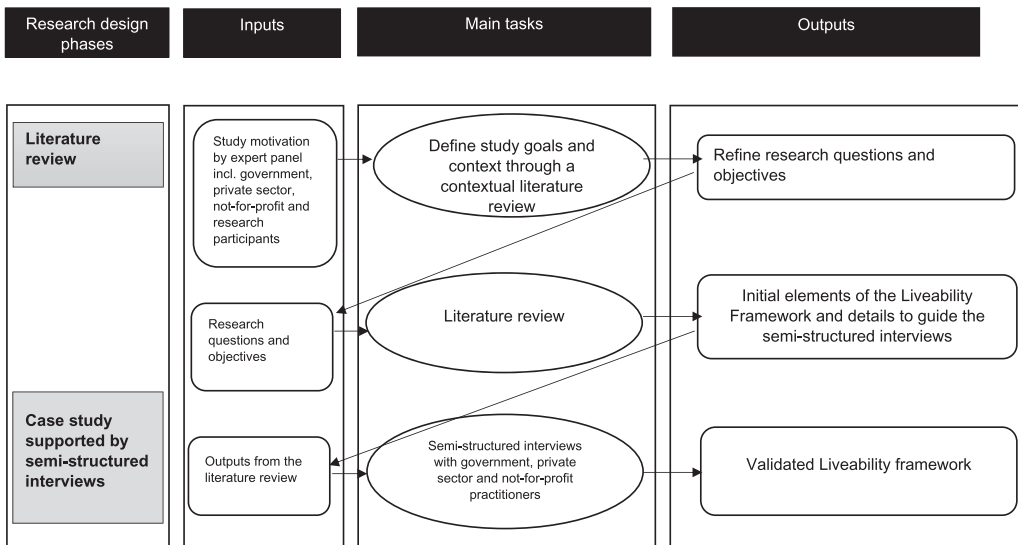 Research design
phases
Inputs
Main tasks
Outputs
Literature
review
Study motivation
by expert panel
incl. government,
private sector,
not-for-profit and
research
participants
Define study goals and
context through a
contextual literature
review
Refine research questions and
objectives
Research
questions and
objectives
Literature review
Initial elements of the Liveability
Framework and details to guide the
semi-structured interviews
Case study
supported by
semi-structured
interviews
Outputs from the
literature review
Semi-structured interviews
with government, private
sector and not-for-profit
practitioners
Validated Liveability framework